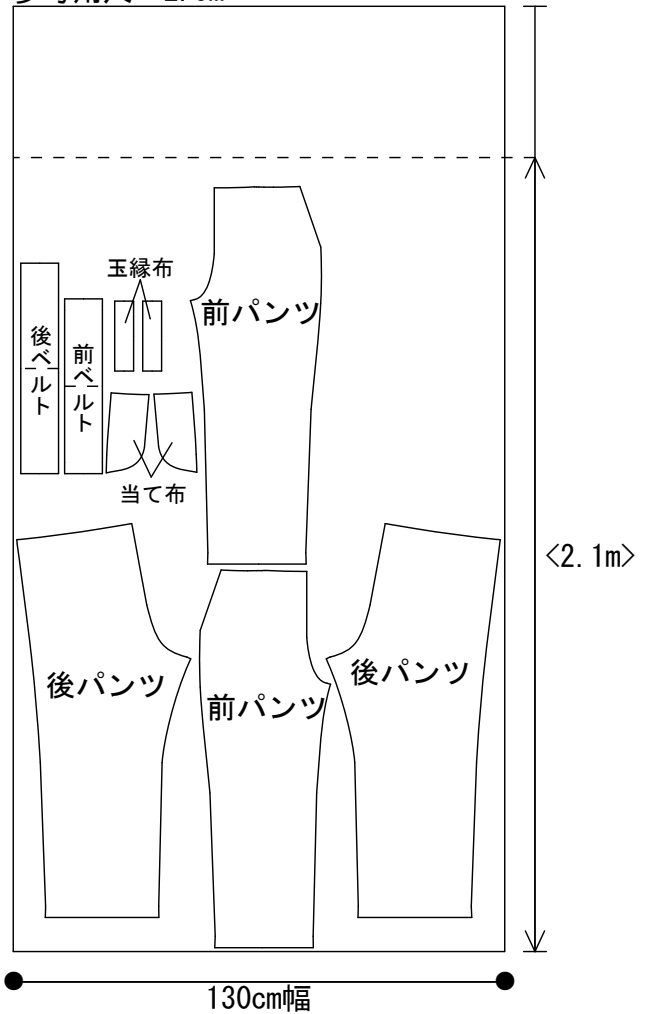 玉縁布
前パンツ
後ベルト
前ベルト
当て布
<2.1m>
後パンツ
前パンツ
後パンツ
130cm幅